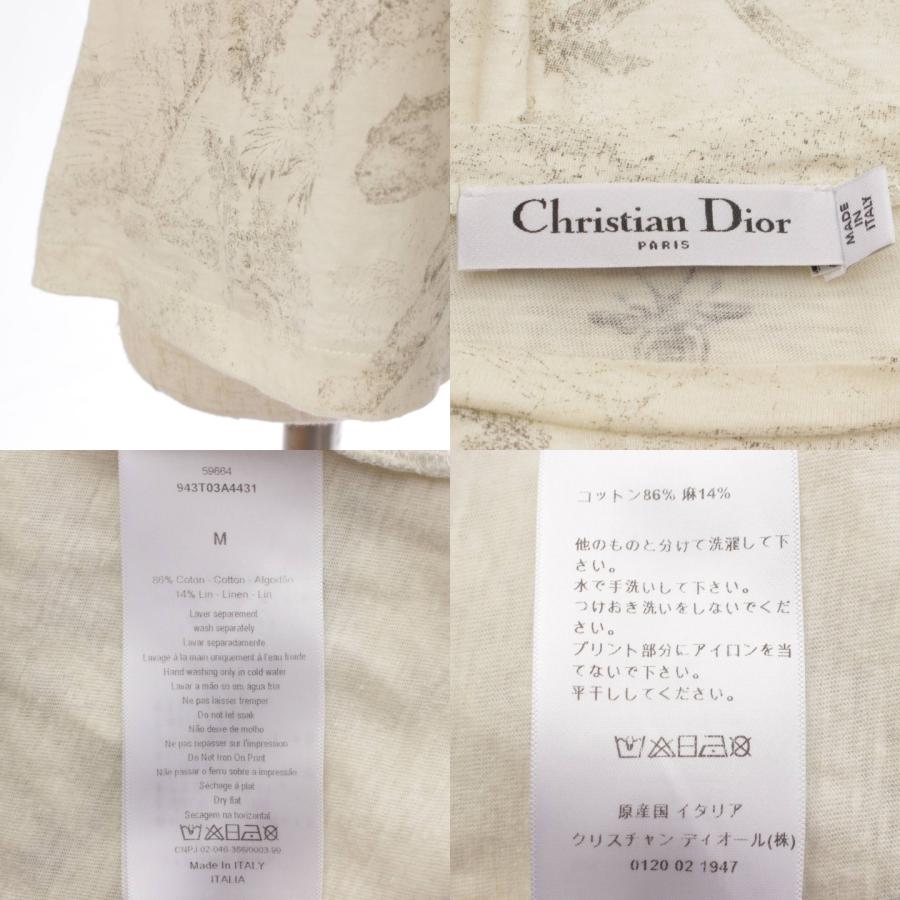 Christian Dior
PARIS
MADE
IN
ITALY
59664
943T03A4431
M
86% Coton - Cotton - Algodão
14% Lin - Linen - Lin
Laver séparement
wash separately
Lavar separadamente
Lavage à la main uniquement à l'eau froide
Hand washing only in cold water
Lavar a mão so om água fria
Ne pas laisser tremper
Do not let soak
Não deixe de molho
Ne pas repasser sur l'impression
Do Not Iron On Print
Não passar o ferro sobre a impressão
Séchage à plat
Dry flat
Secagem na horizontal
CNPJ 02-046-356/0003-99
Made In ITALY
ITALIA
コットン86% 麻14%
他のものと分けて洗濯して下
さい。
水で手洗いして下さい。
つけおき洗いをしないでくだ
さい。
プリント部分にアイロンを当
てないで下さい。
平干ししてください。
原産国 イタリア
クリスチャン ディオール(株)
0120 02 1947